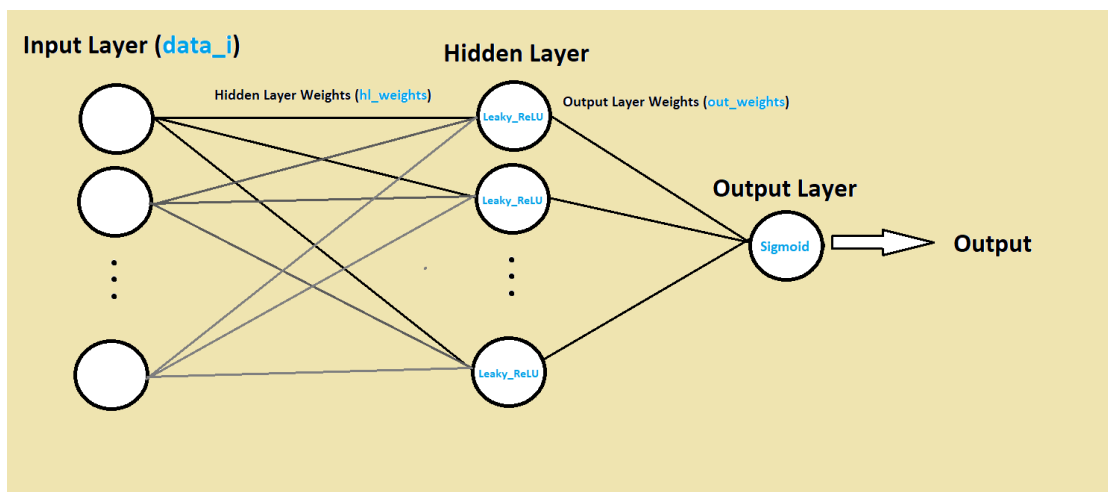 Input Layer (data_i)
Hidden Layer
Hidden Layer Weights (hl_weights)
Output Layer Weights (out_weights)
Leaky_ReLU
Leaky_ReLU
Output Layer
Sigmoid
Output
Leaky_ReLU